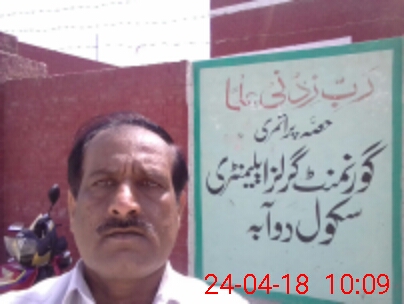 رَبِّ زِدْنِی عِلْمًا
حصہ پرائمری
گورنمنٹ گرلز ایلیمنٹری
سکول دوآبہ
24-04-18 10:09